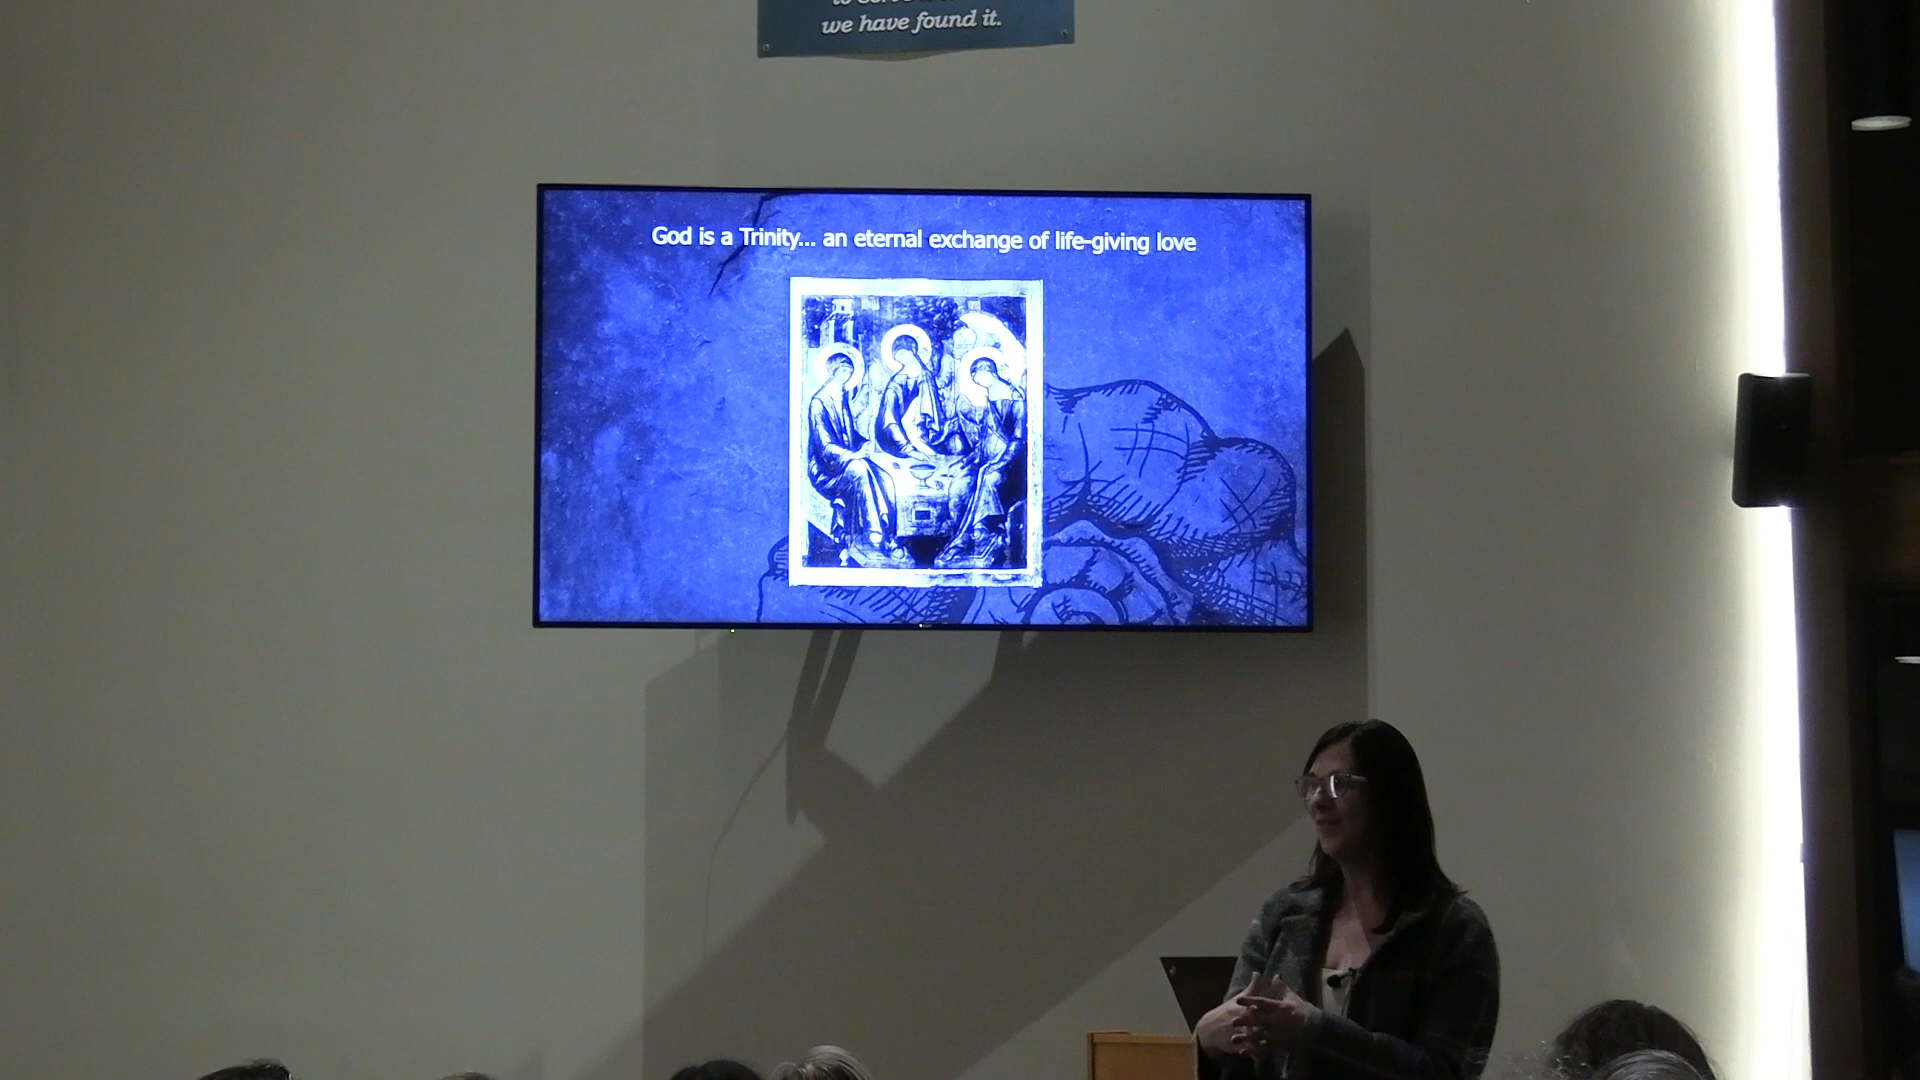 we have found it.
God is a Trinity... an eternal exchange of life-giving love